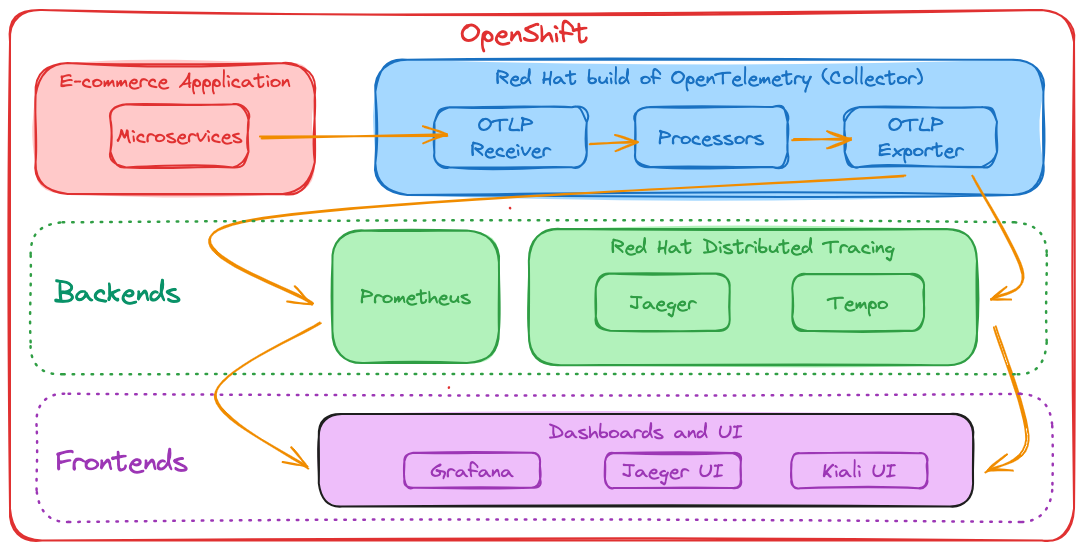 OpenShift
E-commerce Appplication
Microservices
Red Hat build of OpenTelemetry (Collector)
OTLP
Receiver
Processors
OTLP
Exporter
Backends
Prometheus
Red Hat Distributed Tracing
Jaeger
Tempo
Frontends
Dashboards and UI
Grafana
Jaeger UI
Kiali UI